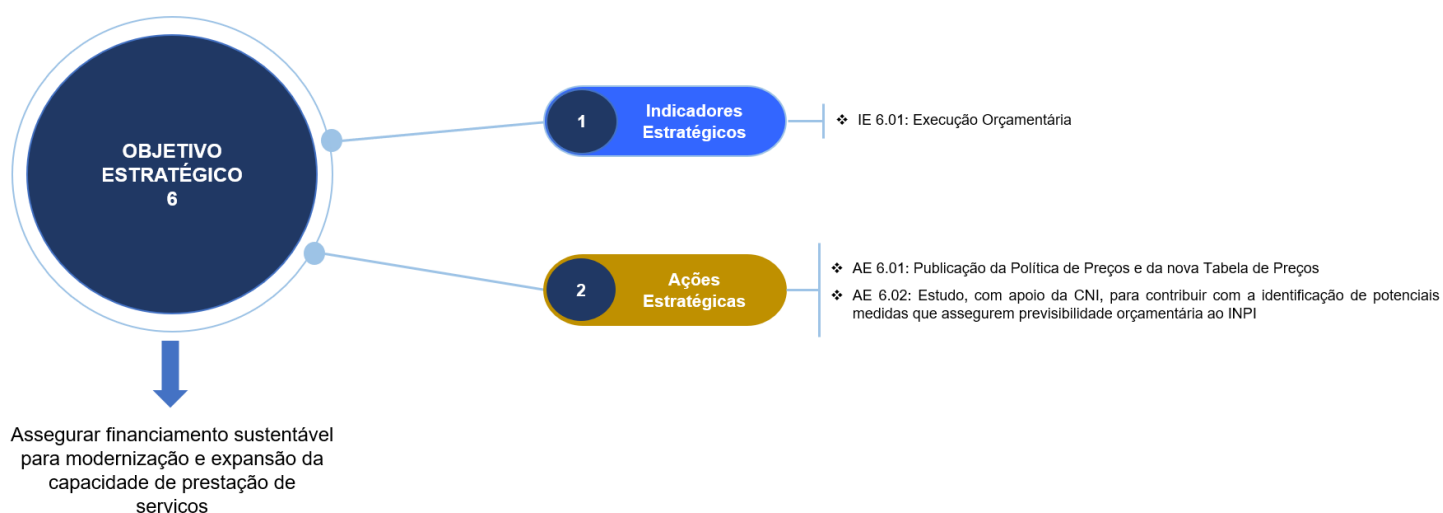 OBJETIVO
ESTRATÉGICO
6
Assegurar financiamento sustentável
para modernização e expansão da
capacidade de prestação de
serviços
1
Indicadores
Estratégicos
❖ IE 6.01: Execução Orçamentária
2
Ações
Estratégicas
❖ AE 6.01: Publicação da Política de Preços e da nova Tabela de Preços
❖ AE 6.02: Estudo, com apoio da CNI, para contribuir com a identificação de potenciais
medidas que assegurem previsibilidade orçamentária ao INPI